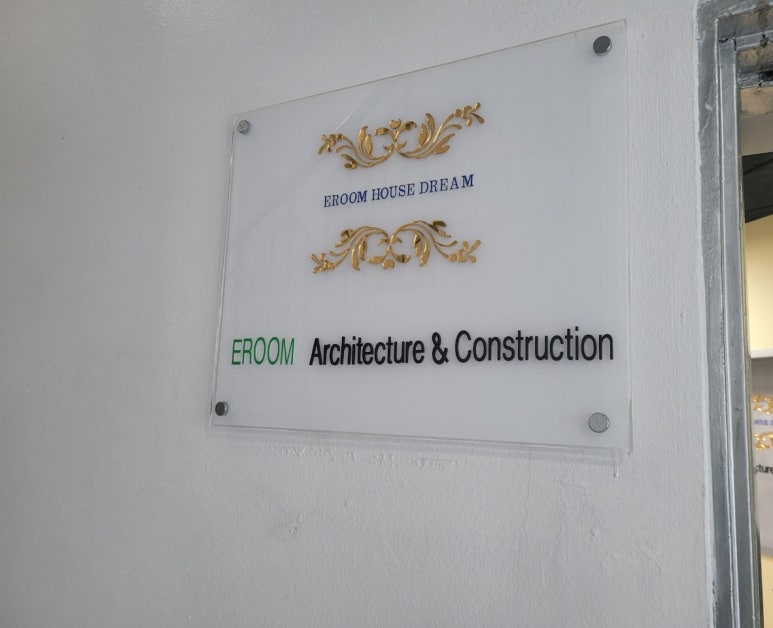 EROOM HOUSE DREAM
EROOM Architecture & Construction